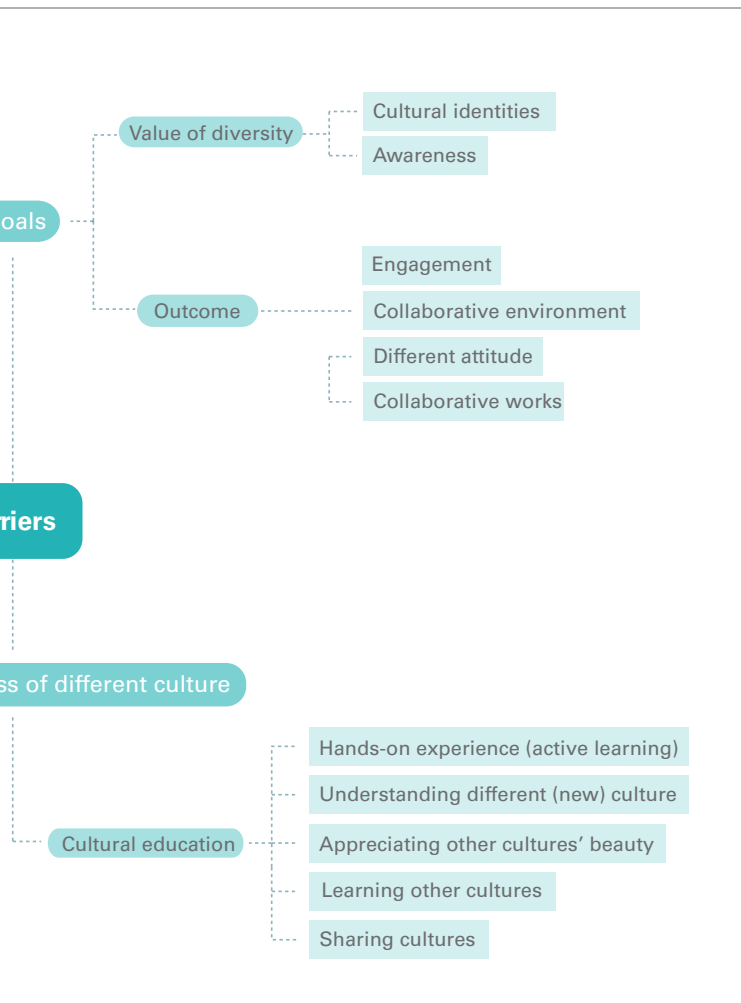 Value of diversity
Cultural identities
Awareness
oals
Outcome
Engagement
Collaborative environment
Different attitude
Collaborative works
riers
ss of different culture
Cultural education
Hands-on experience (active learning)
Understanding different (new) culture
Appreciating other cultures’ beauty
Learning other cultures
Sharing cultures